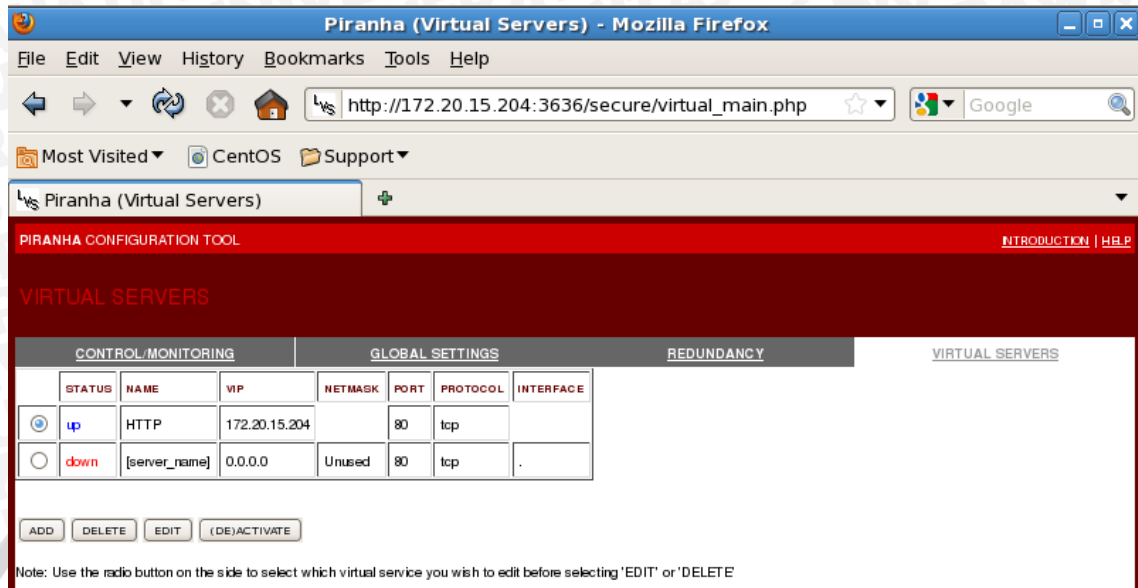 Piranha (Virtual Servers) - Mozilla Firefox
File Edit View History Bookmarks Tools Help
LVS http://172.20.15.204:3636/secure/virtual_main.php Google
Most Visited CentOS Support
LVS Piranha (Virtual Servers)
PIRANHA CONFIGURATION TOOL INTRODUCTION | HELP
VIRTUAL SERVERS
CONTROL/MONITORING GLOBAL SETTINGS REDUNDANCY VIRTUAL SERVERS
STATUS NAME VIP NETMASK PORT PROTOCOL INTERFACE
up HTTP 172.20.15.204 80 tcp
down [server_name] 0.0.0.0 Unused 80 tcp .
ADD DELETE EDIT (DE)ACTIVATE
Note: Use the radio button on the side to select which virtual service you wish to edit before selecting 'EDIT' or 'DELETE'